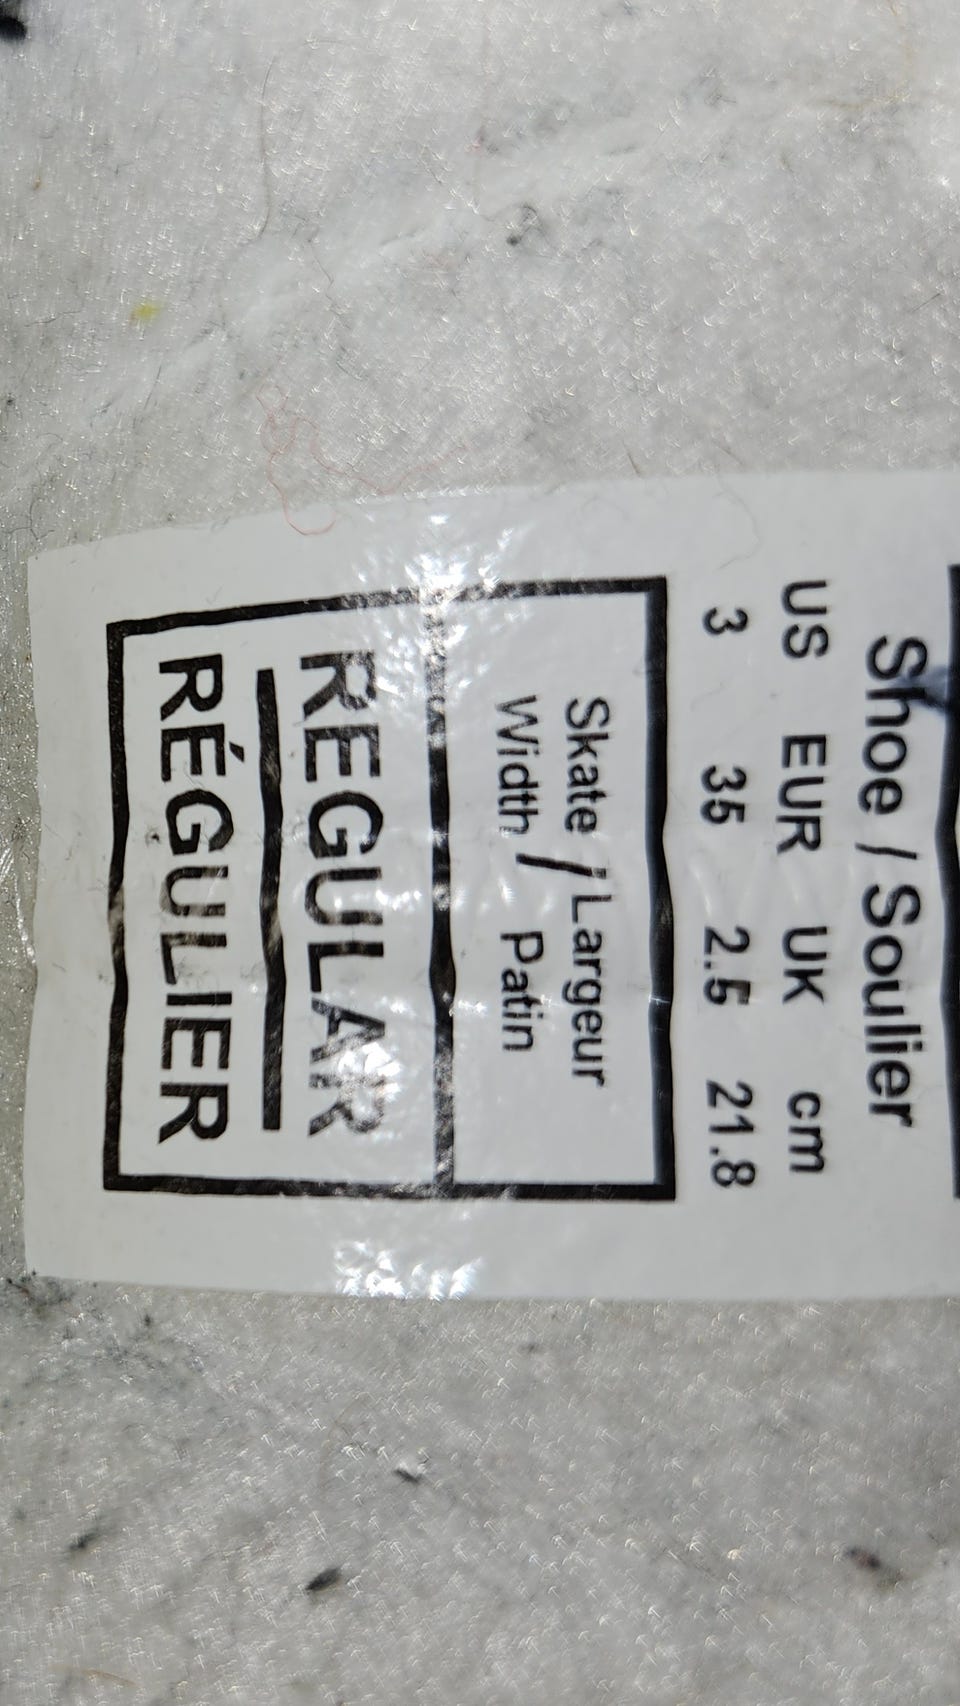 Shoe / Soulier
US EUR UK cm
3 35 2.5 21.8
Skate / Largeur
Width / Patin
REGULAR
RÉGULIER